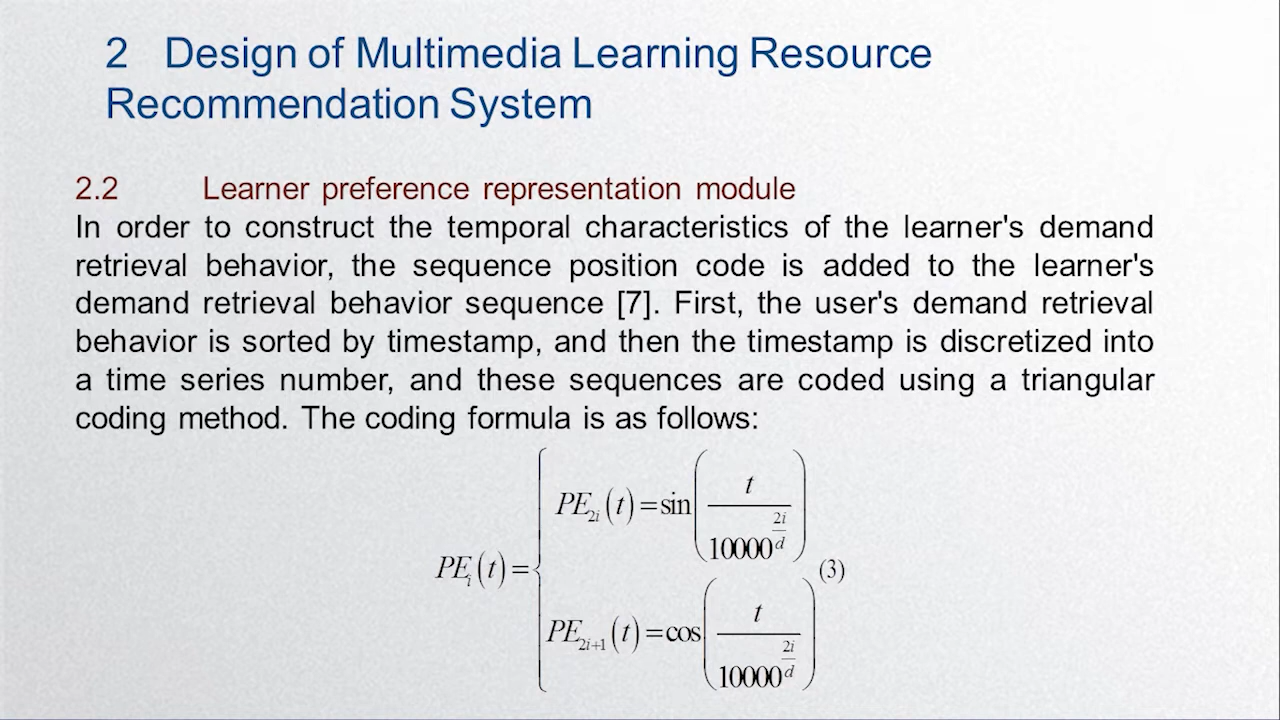 2 Design of Multimedia Learning Resource
Recommendation System
2.2 Learner preference representation module
In order to construct the temporal characteristics of the learner's demand
retrieval behavior, the sequence position code is added to the learner's
demand retrieval behavior sequence [7]. First, the user's demand retrieval
behavior is sorted by timestamp, and then the timestamp is discretized into
a time series number, and these sequences are coded using a triangular
coding method. The coding formula is as follows:
PE_i(t) = { PE_{2i}(t) = sin( t / 10000^{2i/d} )
PE_{2i+1}(t) = cos( t / 10000^{2i/d} ) (3)